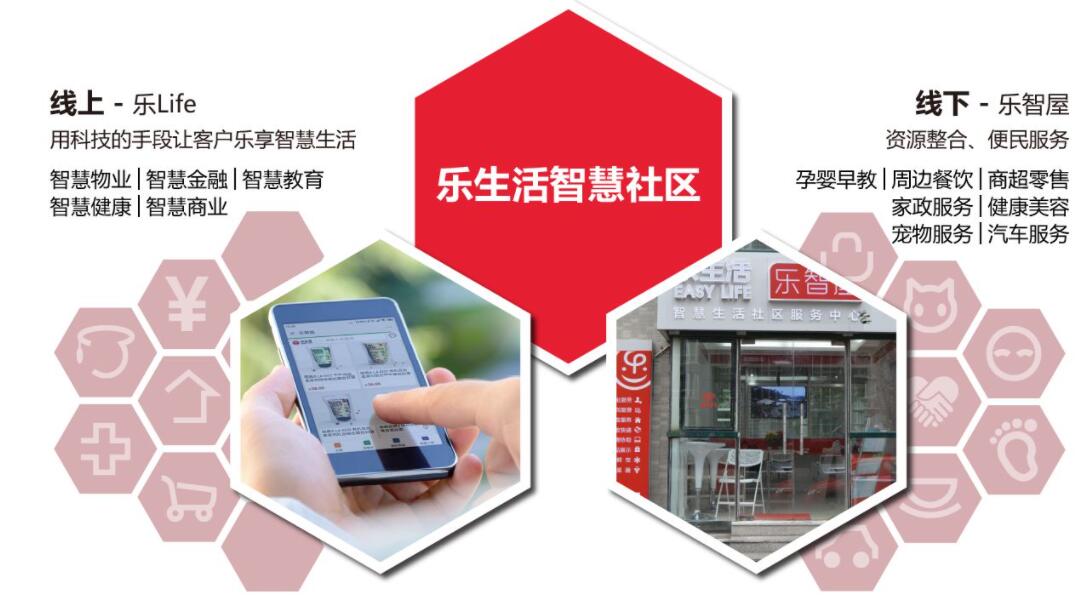 线上 - 乐Life
用科技的手段让客户乐享智慧生活
智慧物业|智慧金融|智慧教育
智慧健康|智慧商业
乐生活智慧社区
线下 - 乐智屋
资源整合、便民服务
孕婴早教|周边餐饮|商超零售
家政服务|健康美容
宠物服务|汽车服务
生活
EASY LIFE
乐智屋
智慧生活社区服务中心